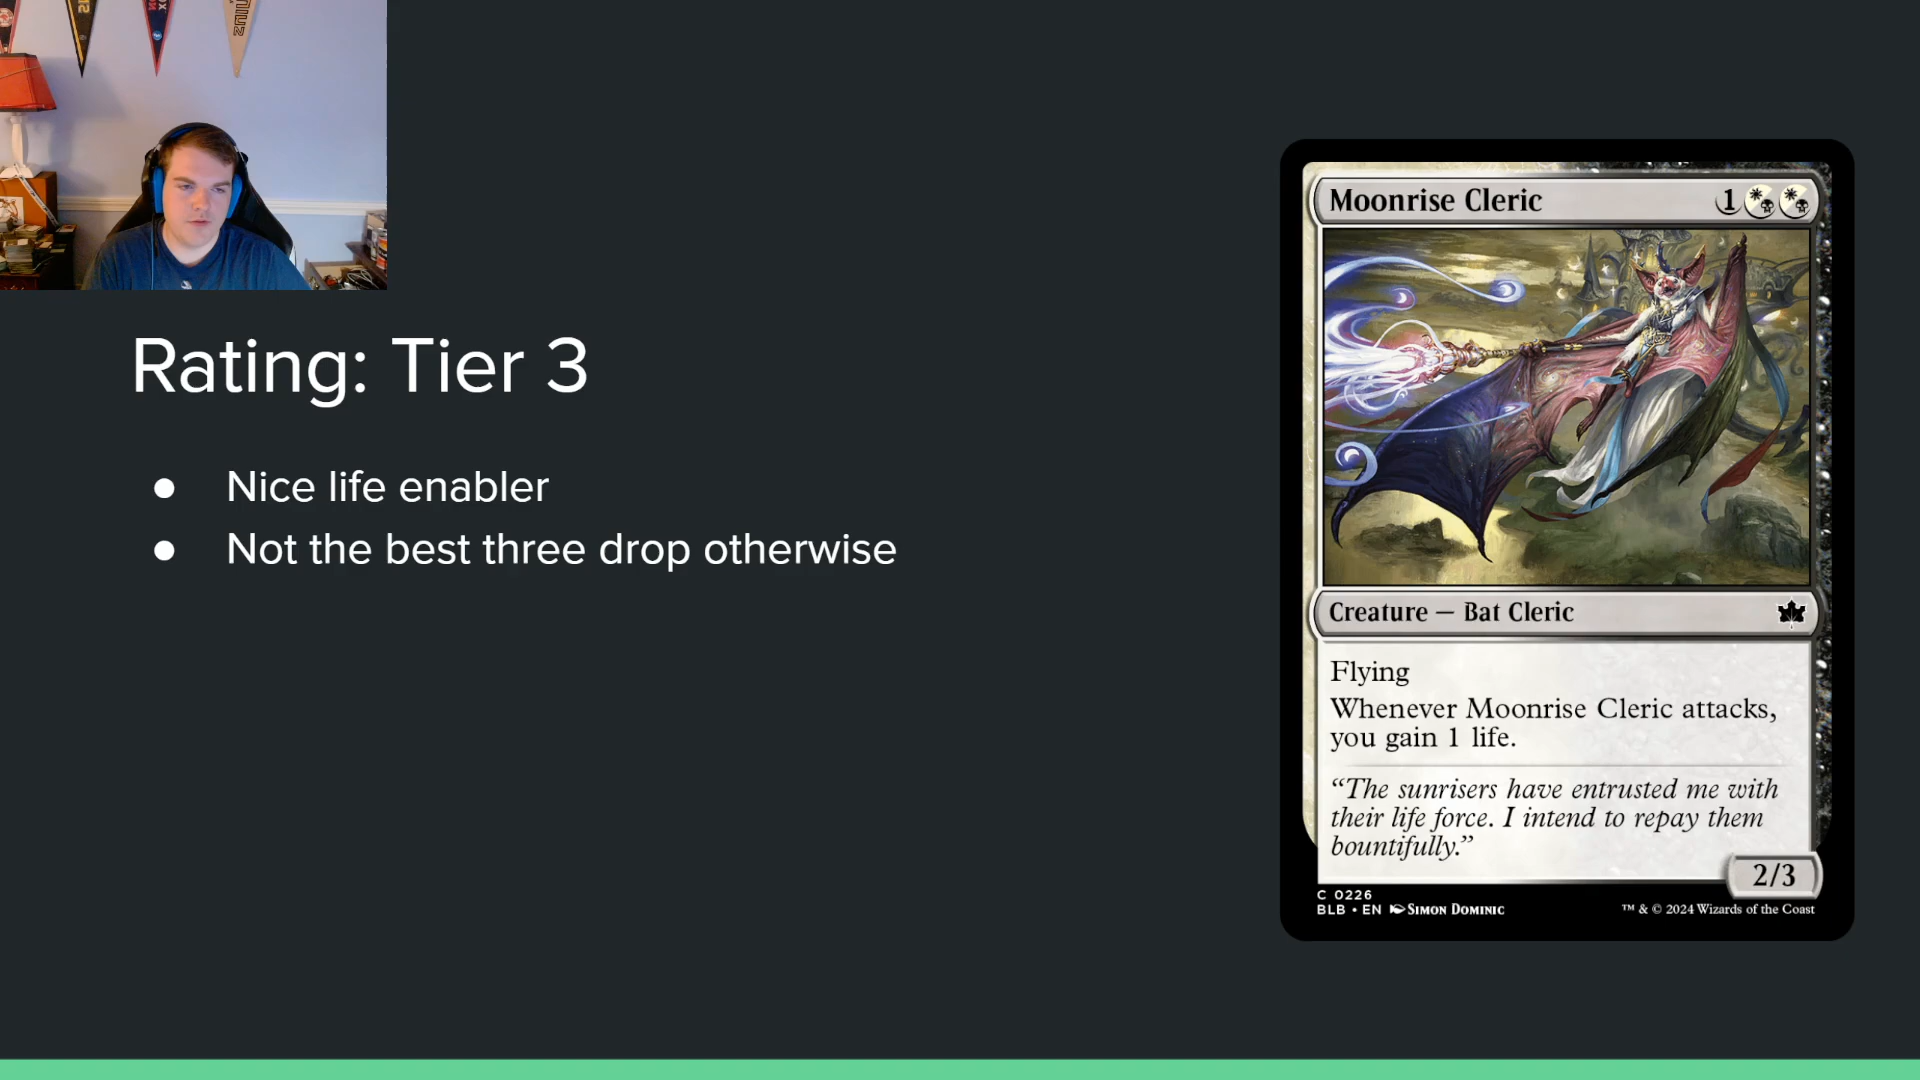 Rating: Tier 3
● Nice life enabler
● Not the best three drop otherwise
Moonrise Cleric 1
Creature — Bat Cleric
Flying
Whenever Moonrise Cleric attacks,
you gain 1 life.
“The sunrisers have entrusted me with
their life force. I intend to repay them
bountifully.”
2/3
C 0226
BLB • EN Simon Dominic
™ & © 2024 Wizards of the Coast